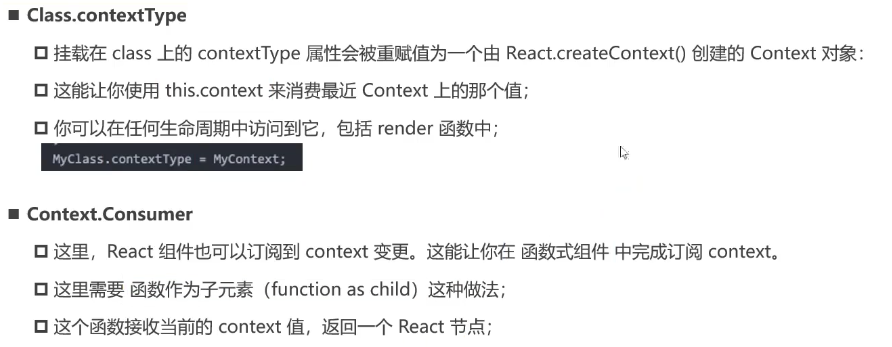 Class.contextType
挂载在 class 上的 contextType 属性会被重赋值为一个由 React.createContext() 创建的 Context 对象：
这能让你使用 this.context 来消费最近 Context 上的那个值；
你可以在任何生命周期中访问到它，包括 render 函数中；
MyClass.contextType = MyContext;
Context.Consumer
这里，React 组件也可以订阅到 context 变更。这能让你在 函数式组件 中完成订阅 context。
这里需要 函数作为子元素（function as child）这种做法；
这个函数接收当前的 context 值，返回一个 React 节点；